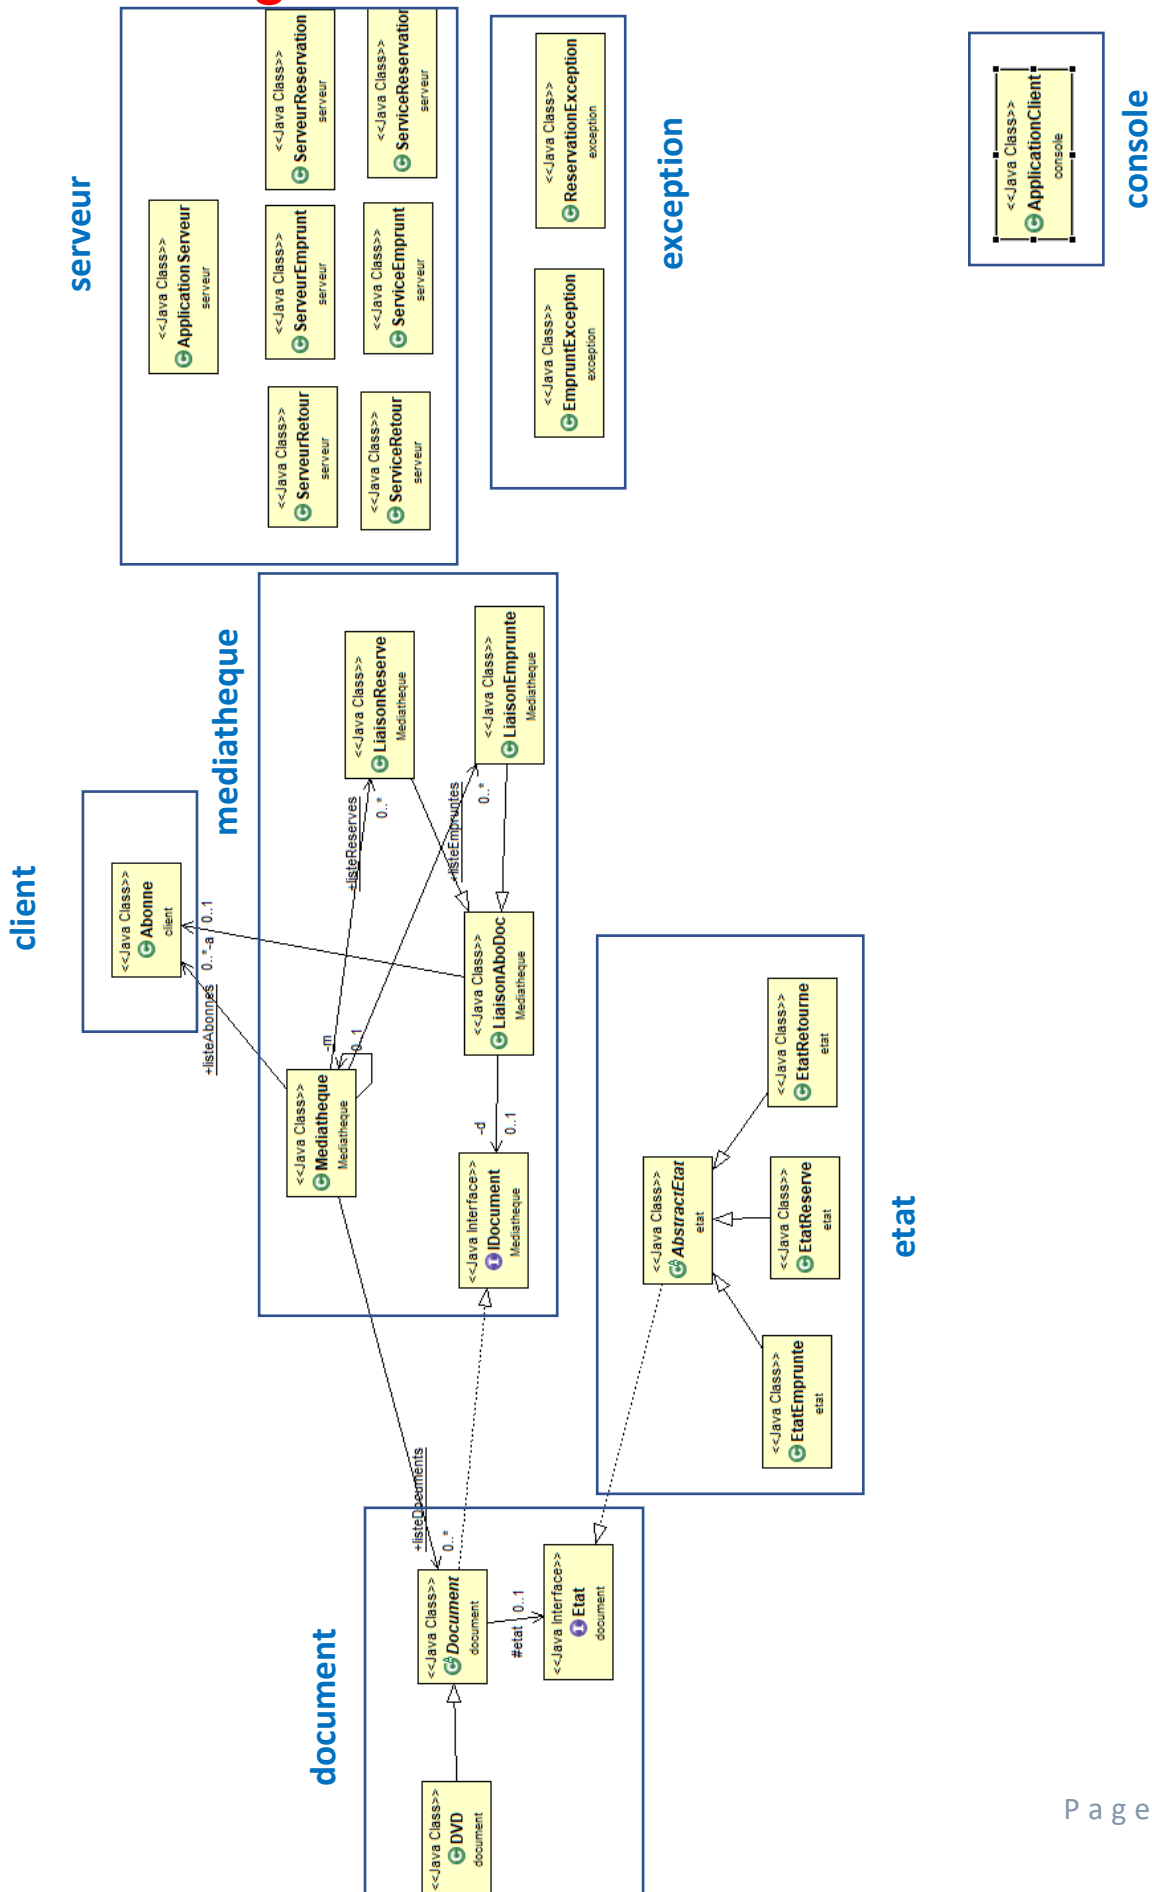 client
<<Java Class>>
Abonne
client
+listeAbonnes
0..*
-a
0..1
serveur
<<Java Class>>
ApplicationServeur
serveur
<<Java Class>>
ServeurRetour
serveur
<<Java Class>>
ServeurEmprunt
serveur
<<Java Class>>
ServeurReservation
serveur
<<Java Class>>
ServiceRetour
serveur
<<Java Class>>
ServiceEmprunt
serveur
<<Java Class>>
ServiceReservation
serveur
mediatheque
<<Java Class>>
Mediatheque
Mediatheque
-m
0..1
+listeReserves
0..*
<<Java Class>>
LiaisonReserve
Mediatheque
+listeEmpruntes
0..*
<<Java Class>>
LiaisonEmprunte
Mediatheque
<<Java Class>>
LiaisonAboDoc
Mediatheque
-d
0..1
<<Java Interface>>
IDocument
Mediatheque
document
+listeDocuments
0..*
<<Java Class>>
DVD
document
<<Java Class>>
Document
document
#etat
0..1
<<Java Interface>>
Etat
document
exception
<<Java Class>>
EmpruntException
exception
<<Java Class>>
ReservationException
exception
etat
<<Java Class>>
AbstractEtat
etat
<<Java Class>>
EtatEmprunte
etat
<<Java Class>>
EtatReserve
etat
<<Java Class>>
EtatRetourne
etat
console
<<Java Class>>
ApplicationClient
console
Page